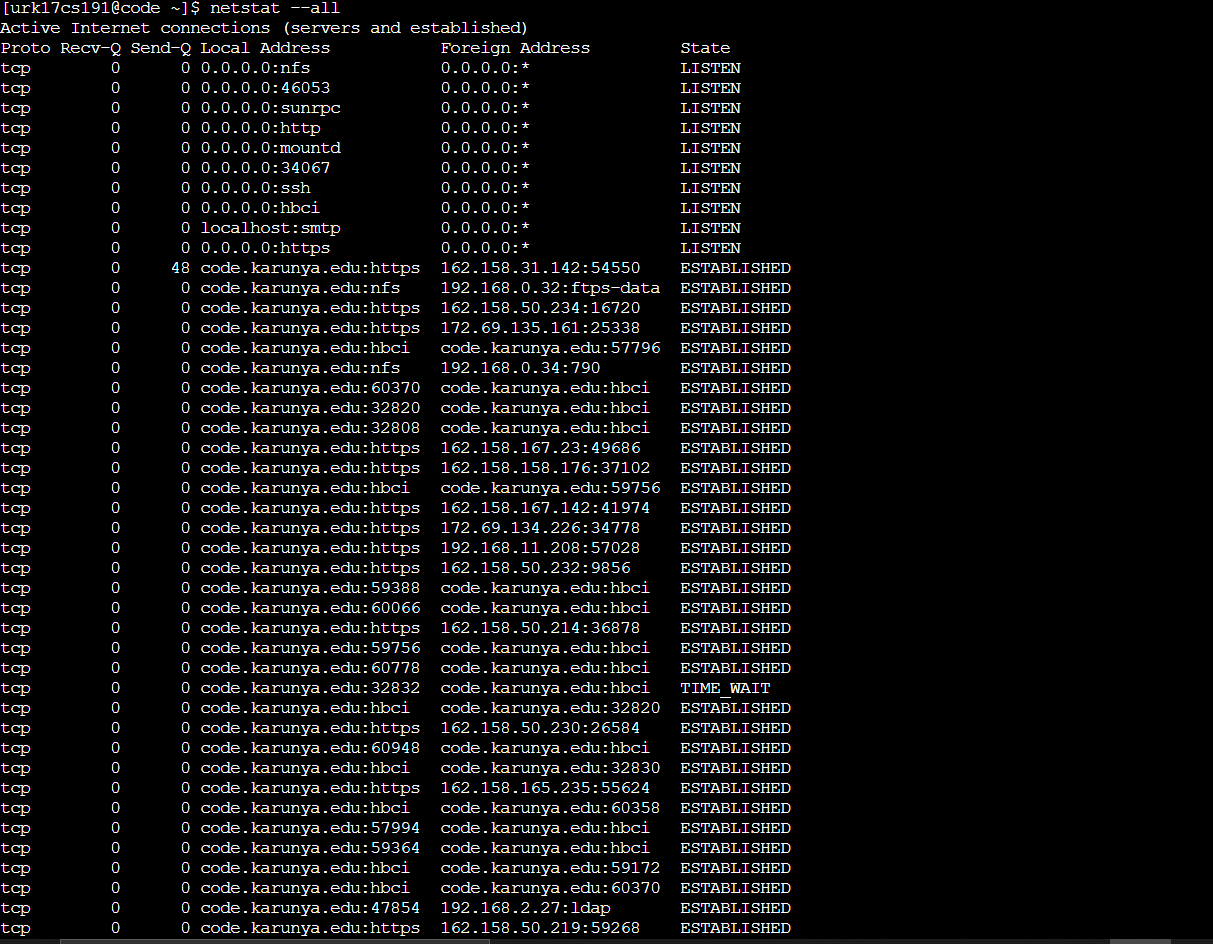 [urk17cs191@code ~]$ netstat --all
Active Internet connections (servers and established)
Proto Recv-Q Send-Q Local Address           Foreign Address         State
tcp        0      0 0.0.0.0:nfs             0.0.0.0:*               LISTEN
tcp        0      0 0.0.0.0:46053           0.0.0.0:*               LISTEN
tcp        0      0 0.0.0.0:sunrpc          0.0.0.0:*               LISTEN
tcp        0      0 0.0.0.0:http            0.0.0.0:*               LISTEN
tcp        0      0 0.0.0.0:mountd          0.0.0.0:*               LISTEN
tcp        0      0 0.0.0.0:34067           0.0.0.0:*               LISTEN
tcp        0      0 0.0.0.0:ssh             0.0.0.0:*               LISTEN
tcp        0      0 0.0.0.0:hbci            0.0.0.0:*               LISTEN
tcp        0      0 localhost:smtp          0.0.0.0:*               LISTEN
tcp        0      0 0.0.0.0:https           0.0.0.0:*               LISTEN
tcp        0     48 code.karunya.edu:https  162.158.31.142:54550    ESTABLISHED
tcp        0      0 code.karunya.edu:nfs    192.168.0.32:ftps-data  ESTABLISHED
tcp        0      0 code.karunya.edu:https  162.158.50.234:16720    ESTABLISHED
tcp        0      0 code.karunya.edu:https  172.69.135.161:25338    ESTABLISHED
tcp        0      0 code.karunya.edu:hbci   code.karunya.edu:57796  ESTABLISHED
tcp        0      0 code.karunya.edu:nfs    192.168.0.34:790        ESTABLISHED
tcp        0      0 code.karunya.edu:60370  code.karunya.edu:hbci   ESTABLISHED
tcp        0      0 code.karunya.edu:32820  code.karunya.edu:hbci   ESTABLISHED
tcp        0      0 code.karunya.edu:32808  code.karunya.edu:hbci   ESTABLISHED
tcp        0      0 code.karunya.edu:https  162.158.167.23:49686    ESTABLISHED
tcp        0      0 code.karunya.edu:https  162.158.158.176:37102   ESTABLISHED
tcp        0      0 code.karunya.edu:hbci   code.karunya.edu:59756  ESTABLISHED
tcp        0      0 code.karunya.edu:https  162.158.167.142:41974   ESTABLISHED
tcp        0      0 code.karunya.edu:https  172.69.134.226:34778    ESTABLISHED
tcp        0      0 code.karunya.edu:https  192.168.11.208:57028    ESTABLISHED
tcp        0      0 code.karunya.edu:https  162.158.50.232:9856     ESTABLISHED
tcp        0      0 code.karunya.edu:59388  code.karunya.edu:hbci   ESTABLISHED
tcp        0      0 code.karunya.edu:60066  code.karunya.edu:hbci   ESTABLISHED
tcp        0      0 code.karunya.edu:https  162.158.50.214:36878    ESTABLISHED
tcp        0      0 code.karunya.edu:59756  code.karunya.edu:hbci   ESTABLISHED
tcp        0      0 code.karunya.edu:60778  code.karunya.edu:hbci   ESTABLISHED
tcp        0      0 code.karunya.edu:32832  code.karunya.edu:hbci   TIME_WAIT
tcp        0      0 code.karunya.edu:hbci   code.karunya.edu:32820  ESTABLISHED
tcp        0      0 code.karunya.edu:https  162.158.50.230:26584    ESTABLISHED
tcp        0      0 code.karunya.edu:60948  code.karunya.edu:hbci   ESTABLISHED
tcp        0      0 code.karunya.edu:hbci   code.karunya.edu:32830  ESTABLISHED
tcp        0      0 code.karunya.edu:https  162.158.165.235:55624   ESTABLISHED
tcp        0      0 code.karunya.edu:hbci   code.karunya.edu:60358  ESTABLISHED
tcp        0      0 code.karunya.edu:57994  code.karunya.edu:hbci   ESTABLISHED
tcp        0      0 code.karunya.edu:59364  code.karunya.edu:hbci   ESTABLISHED
tcp        0      0 code.karunya.edu:hbci   code.karunya.edu:59172  ESTABLISHED
tcp        0      0 code.karunya.edu:hbci   code.karunya.edu:60370  ESTABLISHED
tcp        0      0 code.karunya.edu:47854  192.168.2.27:ldap       ESTABLISHED
tcp        0      0 code.karunya.edu:https  162.158.50.219:59268    ESTABLISHED